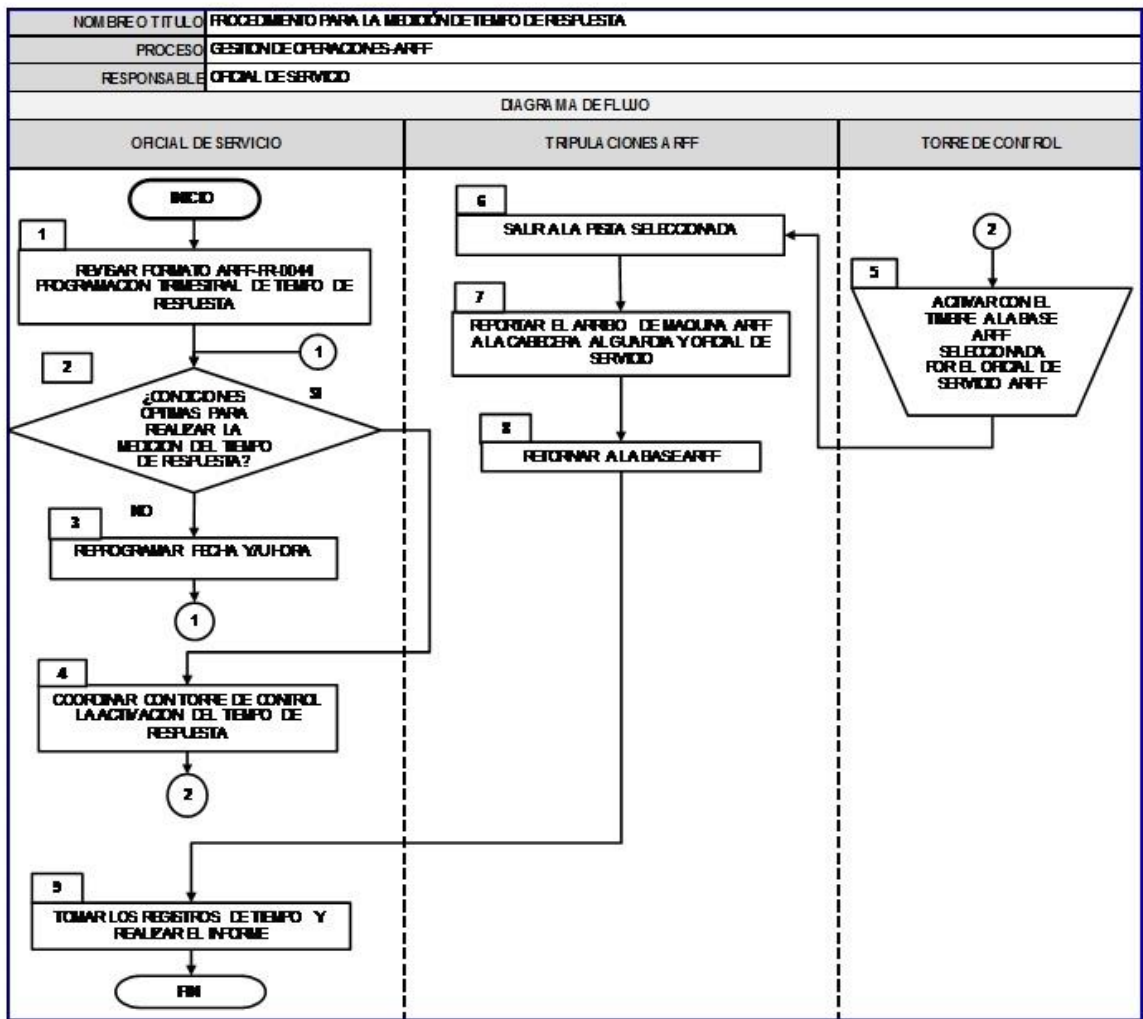 NOMBRE O TITULO PROCEDIMIENTO PARA LA MEDICIÓN DE TIEMPO DE RESPUESTA
PROCESO GESTION DE OPERACIONES-ARFF
RESPONSABLE OFICIAL DE SERVICIO
DIAGRAMA DE FLUJO
OFICIAL DE SERVICIO
TRIPULACIONES ARFF
TORRE DE CONTROL
INICIO
1
REVISAR FORMATO ARFF-FR-0044
PROGRAMACION TRIMESTRAL DE TIEMPO DE
RESPUESTA
1
2
SI
¿CONDICIONES
OPTIMAS PARA
REALIZAR LA
MEDICION DEL TIEMPO
DE RESPUESTA?
NO
3
REPROGRAMAR FECHA Y/U HORA
1
4
COORDINAR CON TORRE DE CONTROL
LA ACTIVACION DEL TIEMPO DE
RESPUESTA
2
9
TOMAR LOS REGISTROS DE TIEMPO Y
REALIZAR EL INFORME
FIN
6
SALIR A LA PISTA SELECCIONADA
7
REPORTAR EL ARRIBO DE MAQUINA ARFF
A LA CABECERA AL GUARDIA Y OFICIAL DE
SERVICIO
8
RETORNAR A LA BASE ARFF
2
5
ACTIVAR CON EL
TIMBRE A LA BASE
ARFF
SELECCIONADA
POR EL OFICIAL DE
SERVICIO ARFF